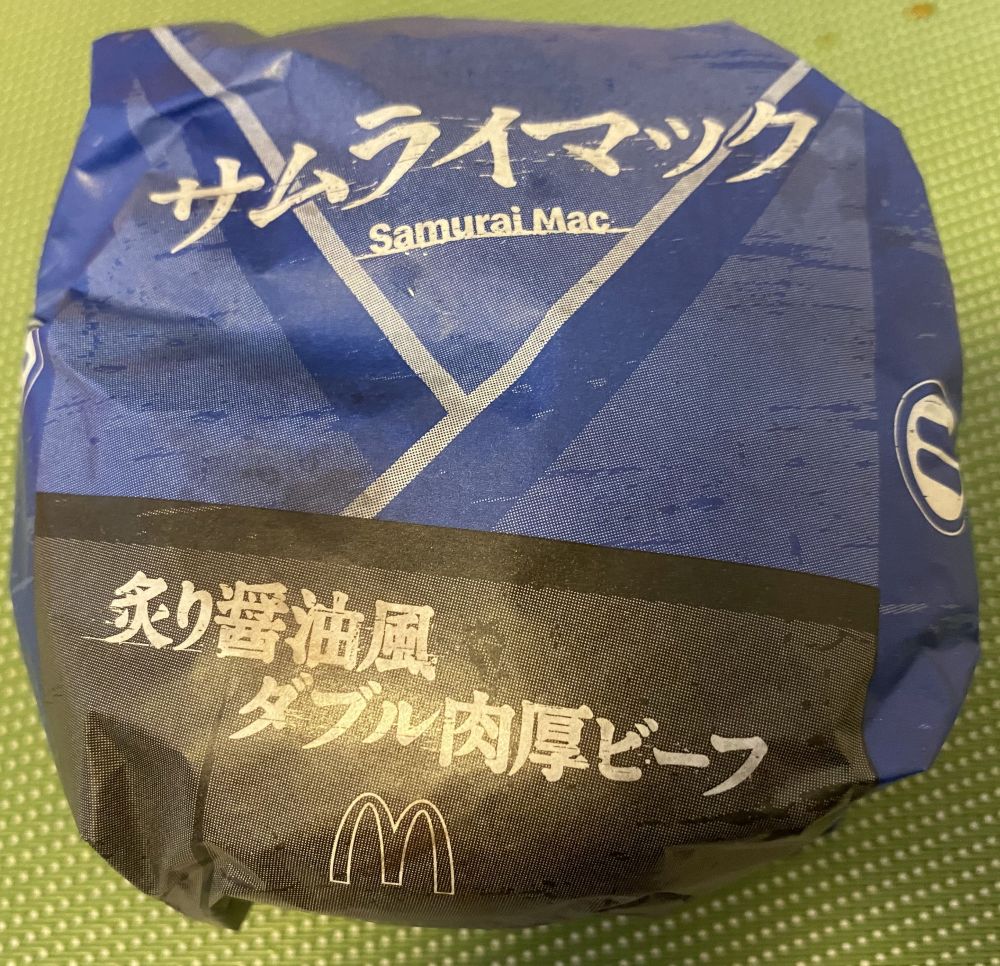 サムライマック
Samurai Mac
炙り醤油風
ダブル肉厚ビーフ